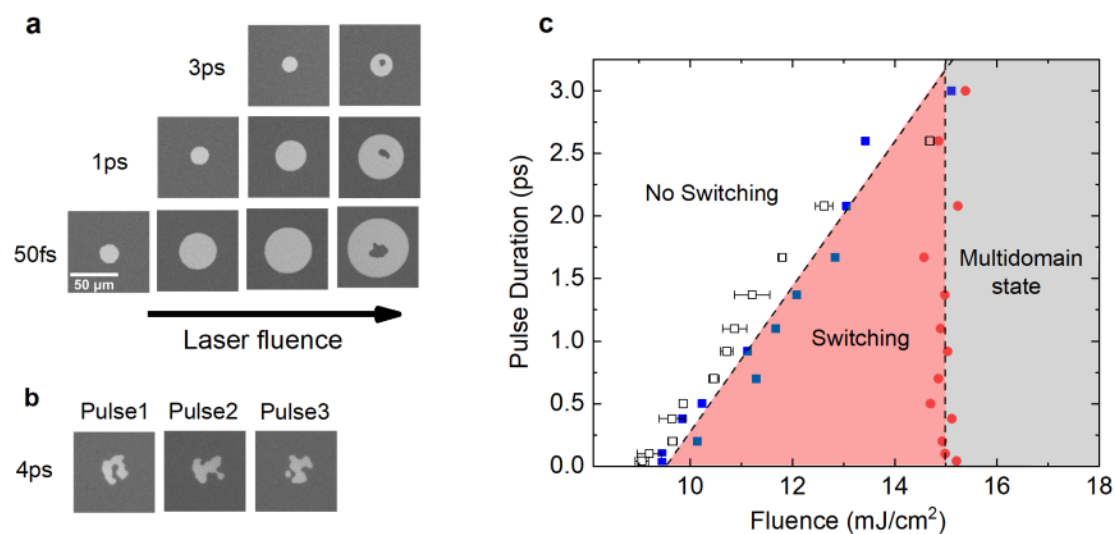 a
3ps
1ps
50fs
50 µm
Laser fluence
b
Pulse1 Pulse2 Pulse3
4ps
c
Pulse Duration (ps)
3.0
2.5
2.0
1.5
1.0
0.5
0.0
No Switching
Switching
Multidomain
state
10 12 14 16 18
Fluence (mJ/cm²)